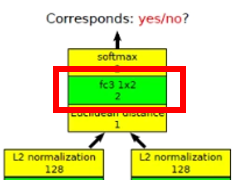 Corresponds: yes/no?
softmax
fc3 1x2
2
Euclidean distance
1
L2 normalization
128
L2 normalization
128